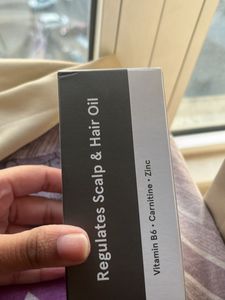 Regulates Scalp & Hair Oil
Vitamin B6 • Carnitine • Zinc